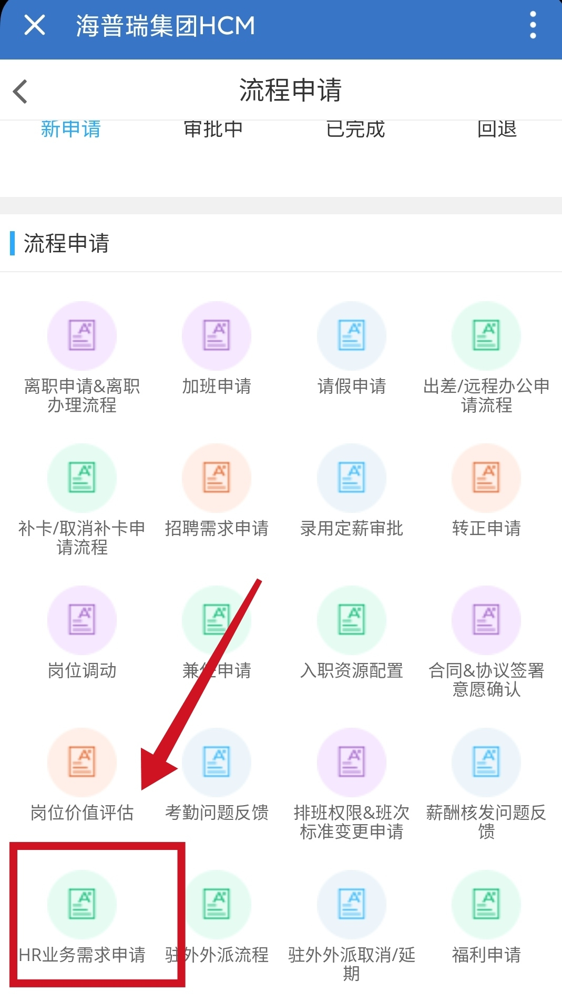 海普瑞集团HCM
流程申请
新申请 审批中 已完成 回退
流程申请
离职申请&离职
办理流程
加班申请
请假申请
出差/远程办公申
请流程
补卡/取消补卡申
请流程
招聘需求申请
录用定薪审批
转正申请
岗位调动
兼任申请
入职资源配置
合同&协议签署
意愿确认
岗位价值评估
考勤问题反馈
排班权限&班次
标准变更申请
薪酬核发问题反
馈
HR业务需求申请
驻外外派流程
驻外外派取消/延
期
福利申请